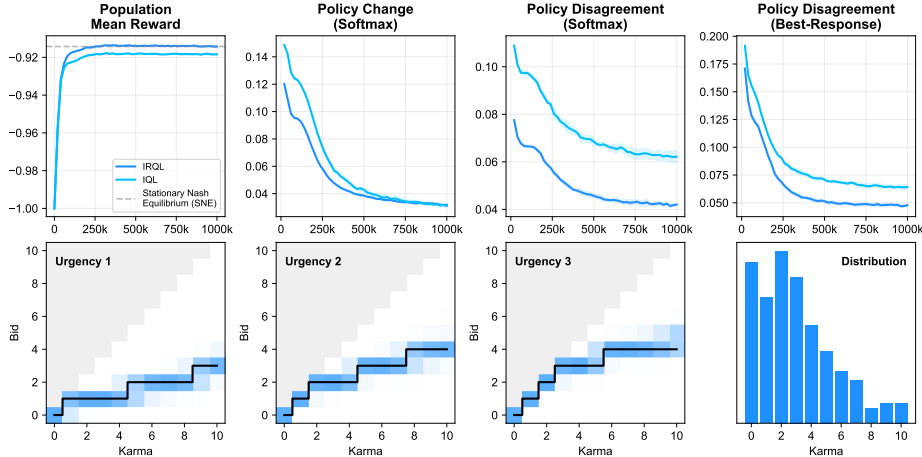 Population
Mean Reward
Policy Change
(Softmax)
Policy Disagreement
(Softmax)
Policy Disagreement
(Best-Response)
−0.92
−0.94
−0.96
−0.98
−1.00
IRQL
IQL
Stationary Nash
Equilibrium (SNE)
0 250k 500k 750k 1000k
0.14
0.12
0.10
0.08
0.06
0.04
0 250k 500k 750k 1000k
0.10
0.08
0.06
0.04
0 250k 500k 750k 1000k
0.200
0.175
0.150
0.125
0.100
0.075
0.050
0 250k 500k 750k 1000k
Urgency 1
Bid
10
8
6
4
2
0
0 2 4 6 8 10
Karma
Urgency 2
Bid
10
8
6
4
2
0
0 2 4 6 8 10
Karma
Urgency 3
Bid
10
8
6
4
2
0
0 2 4 6 8 10
Karma
Distribution
0 2 4 6 8 10
Karma